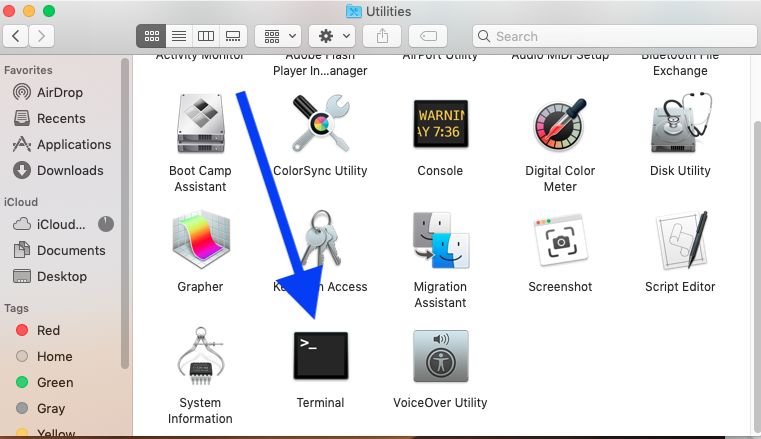 Utilities
Search
Favorites
AirDrop
Recents
Applications
Downloads
iCloud
iCloud...
Documents
Desktop
Tags
Red
Home
Green
Gray
Yellow
Activity Monitor
Adobe Flash
Player In...anager
AirPort Utility
Audio MIDI Setup
Bluetooth File
Exchange
WARNIN
AY 7:36
Boot Camp
Assistant
ColorSync Utility
Console
Digital Color
Meter
Disk Utility
Grapher
Access
Migration
Assistant
Screenshot
Script Editor
>_
System
Information
Terminal
VoiceOver Utility